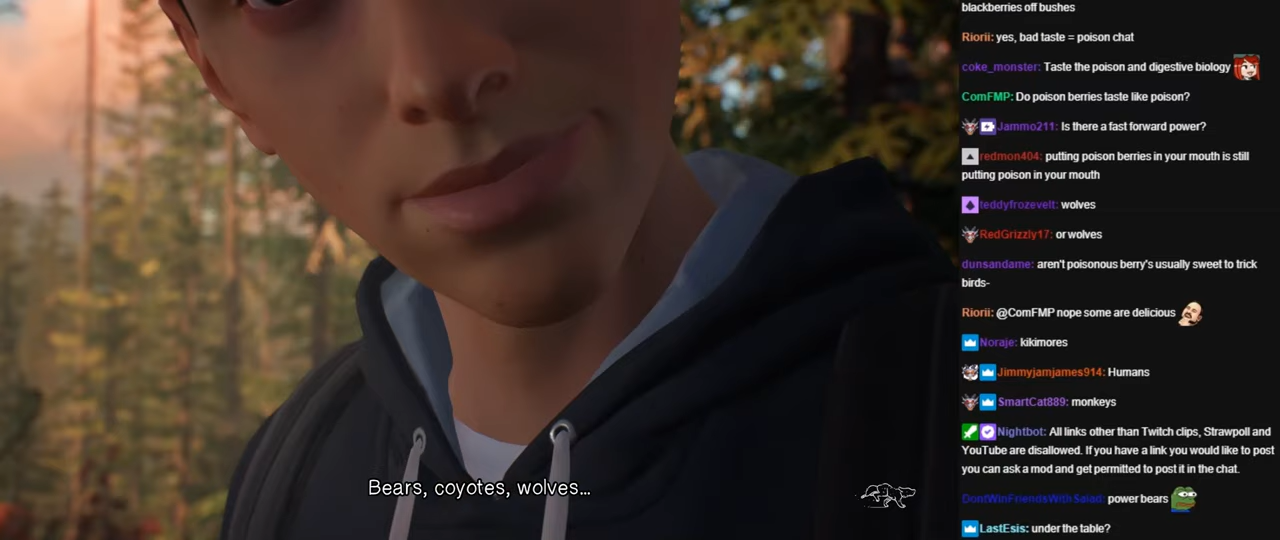 Bears, coyotes, wolves...
blackberries off bushes
Riorii: yes, bad taste = poison chat
coke_monster: Taste the poison and digestive biology
ComFMP: Do poison berries taste like poison?
Jammo211: Is there a fast forward power?
redmon404: putting poison berries in your mouth is still
putting poison in your mouth
teddyfrozevelt: wolves
RedGrizzly17: or wolves
dunsandame: aren't poisonous berry's usually sweet to trick
birds-
Riorii: @ComFMP nope some are delicious
Noraje: kikimores
Jimmyjamjames914: Humans
SmartCat889: monkeys
Nightbot: All links other than Twitch clips, Strawpoll and
YouTube are disallowed. If you have a link you would like to post
you can ask a mod and get permitted to post it in the chat.
DontWinFriendsWithSalad: power bears
LastEsis: under the table?